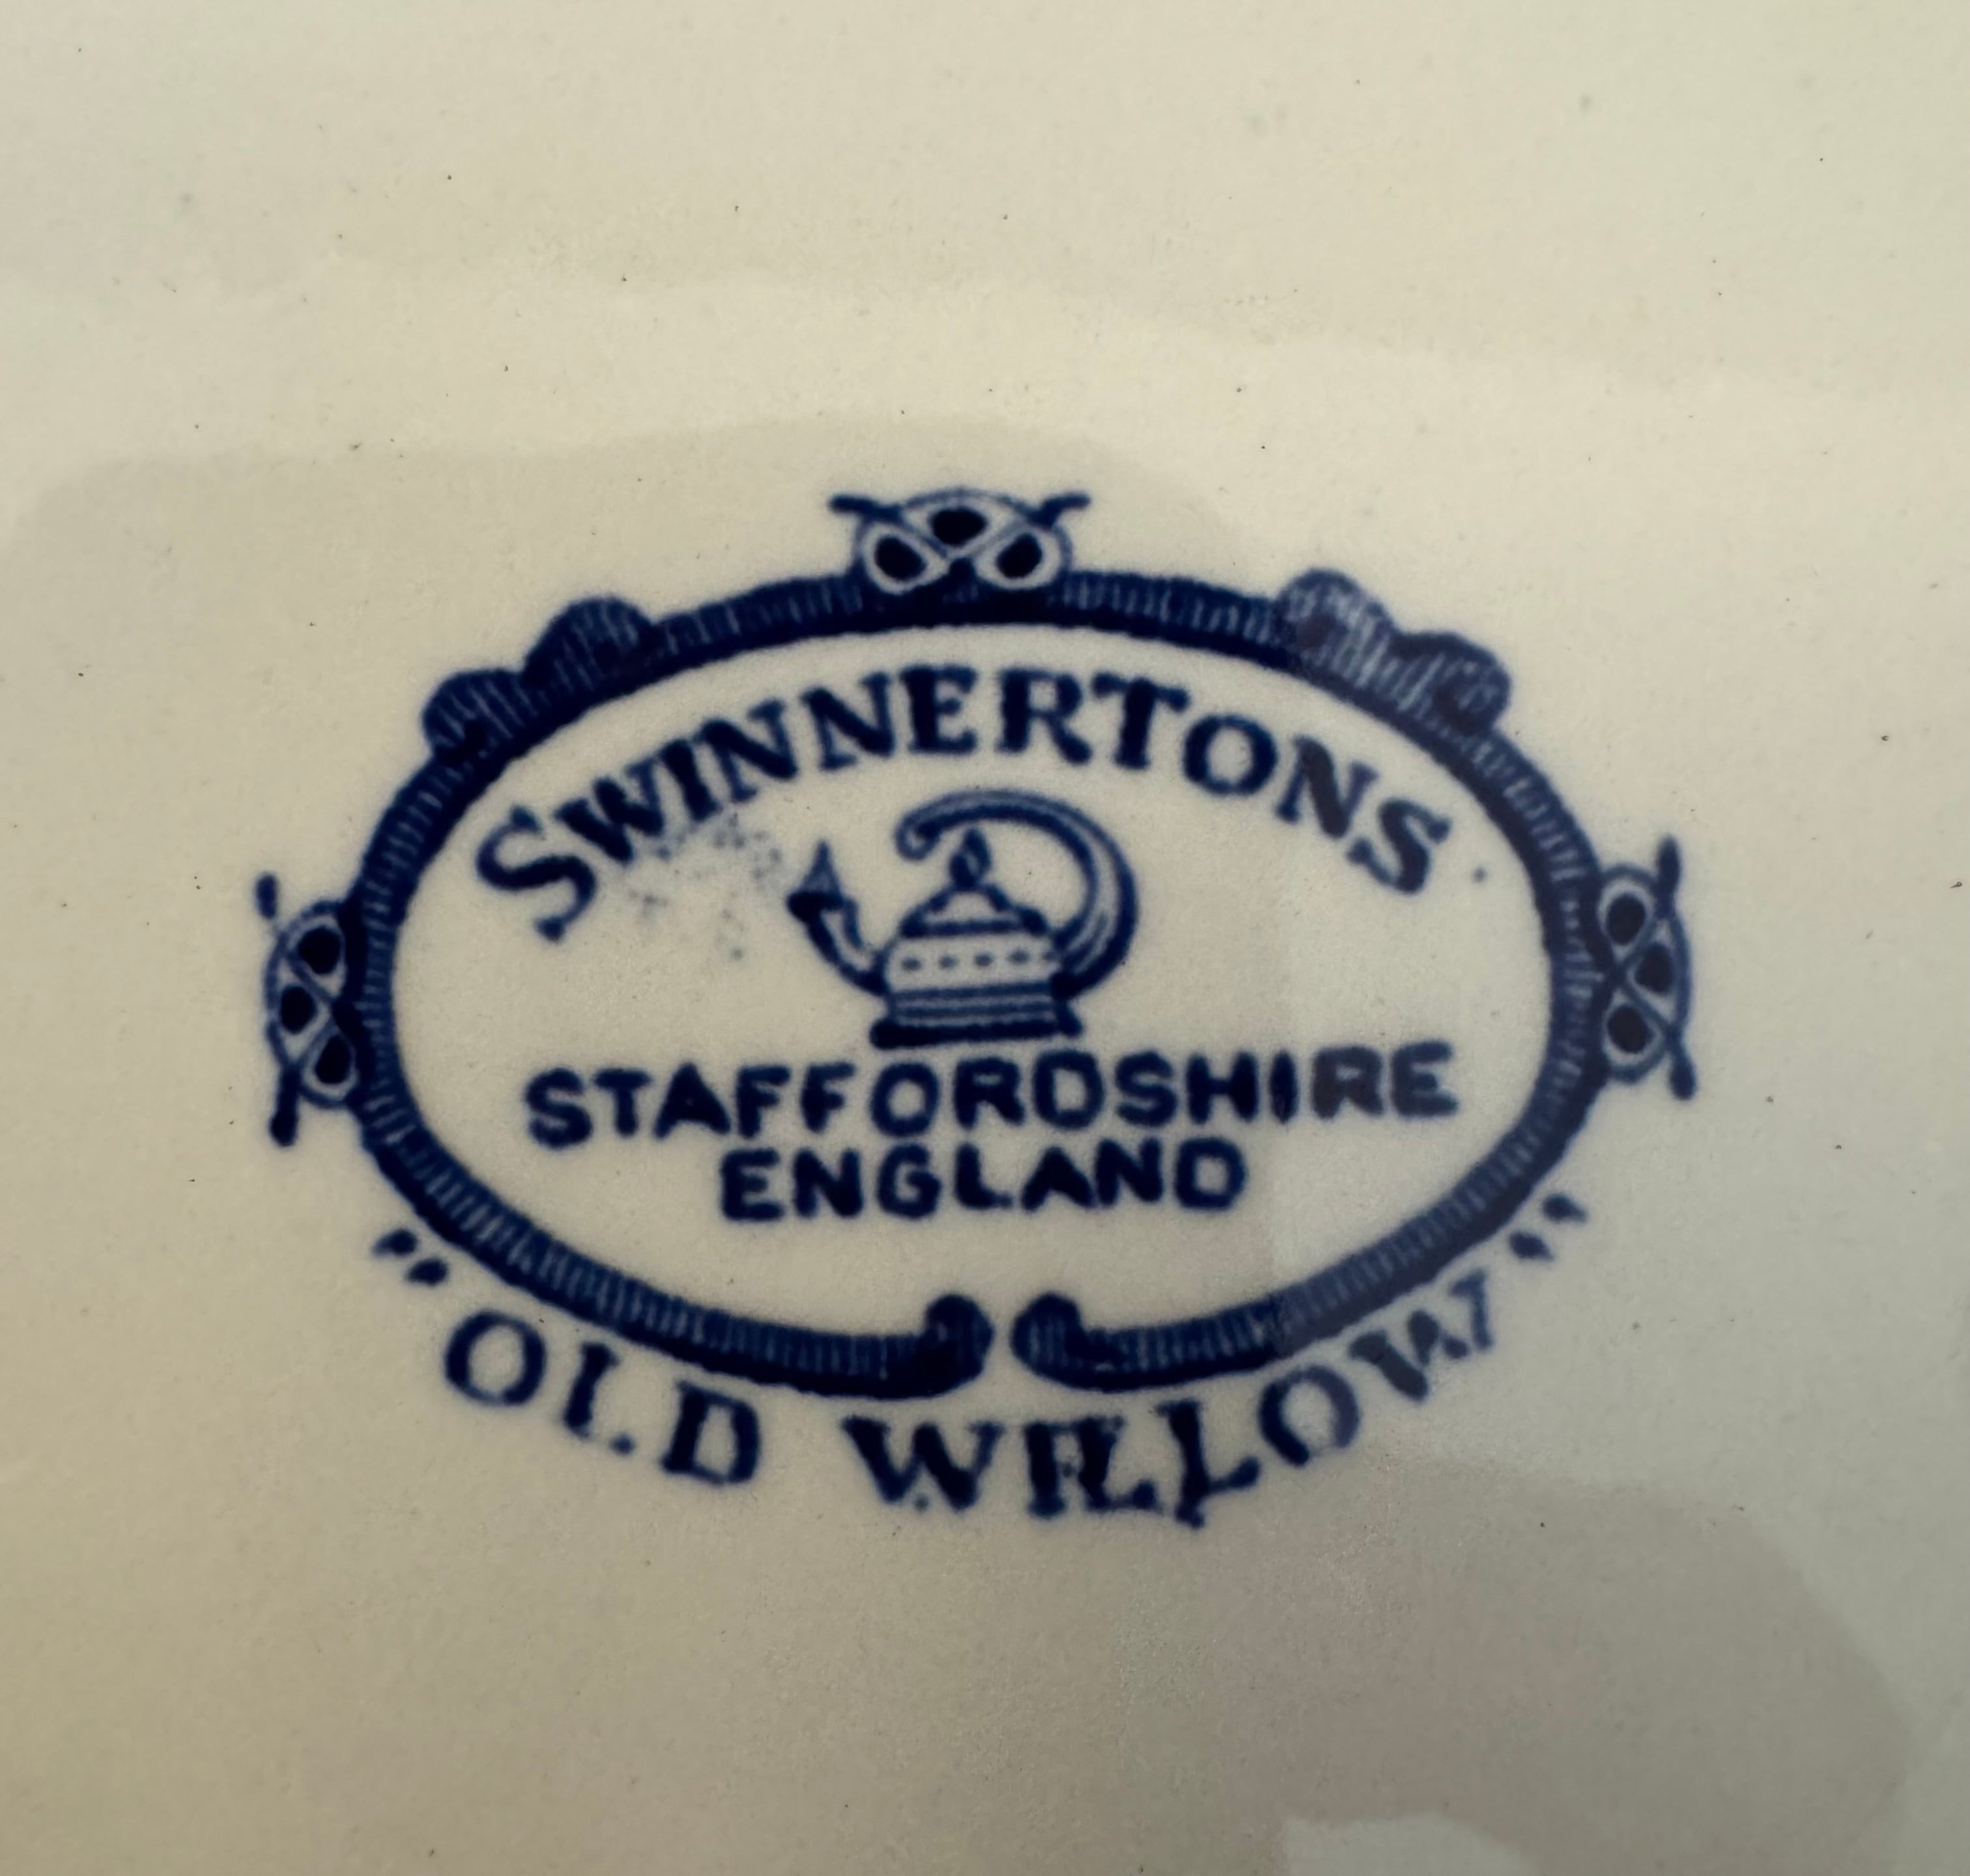 SWINNERTONS
STAFFORDSHIRE
ENGLAND
"OLD WILLOW"